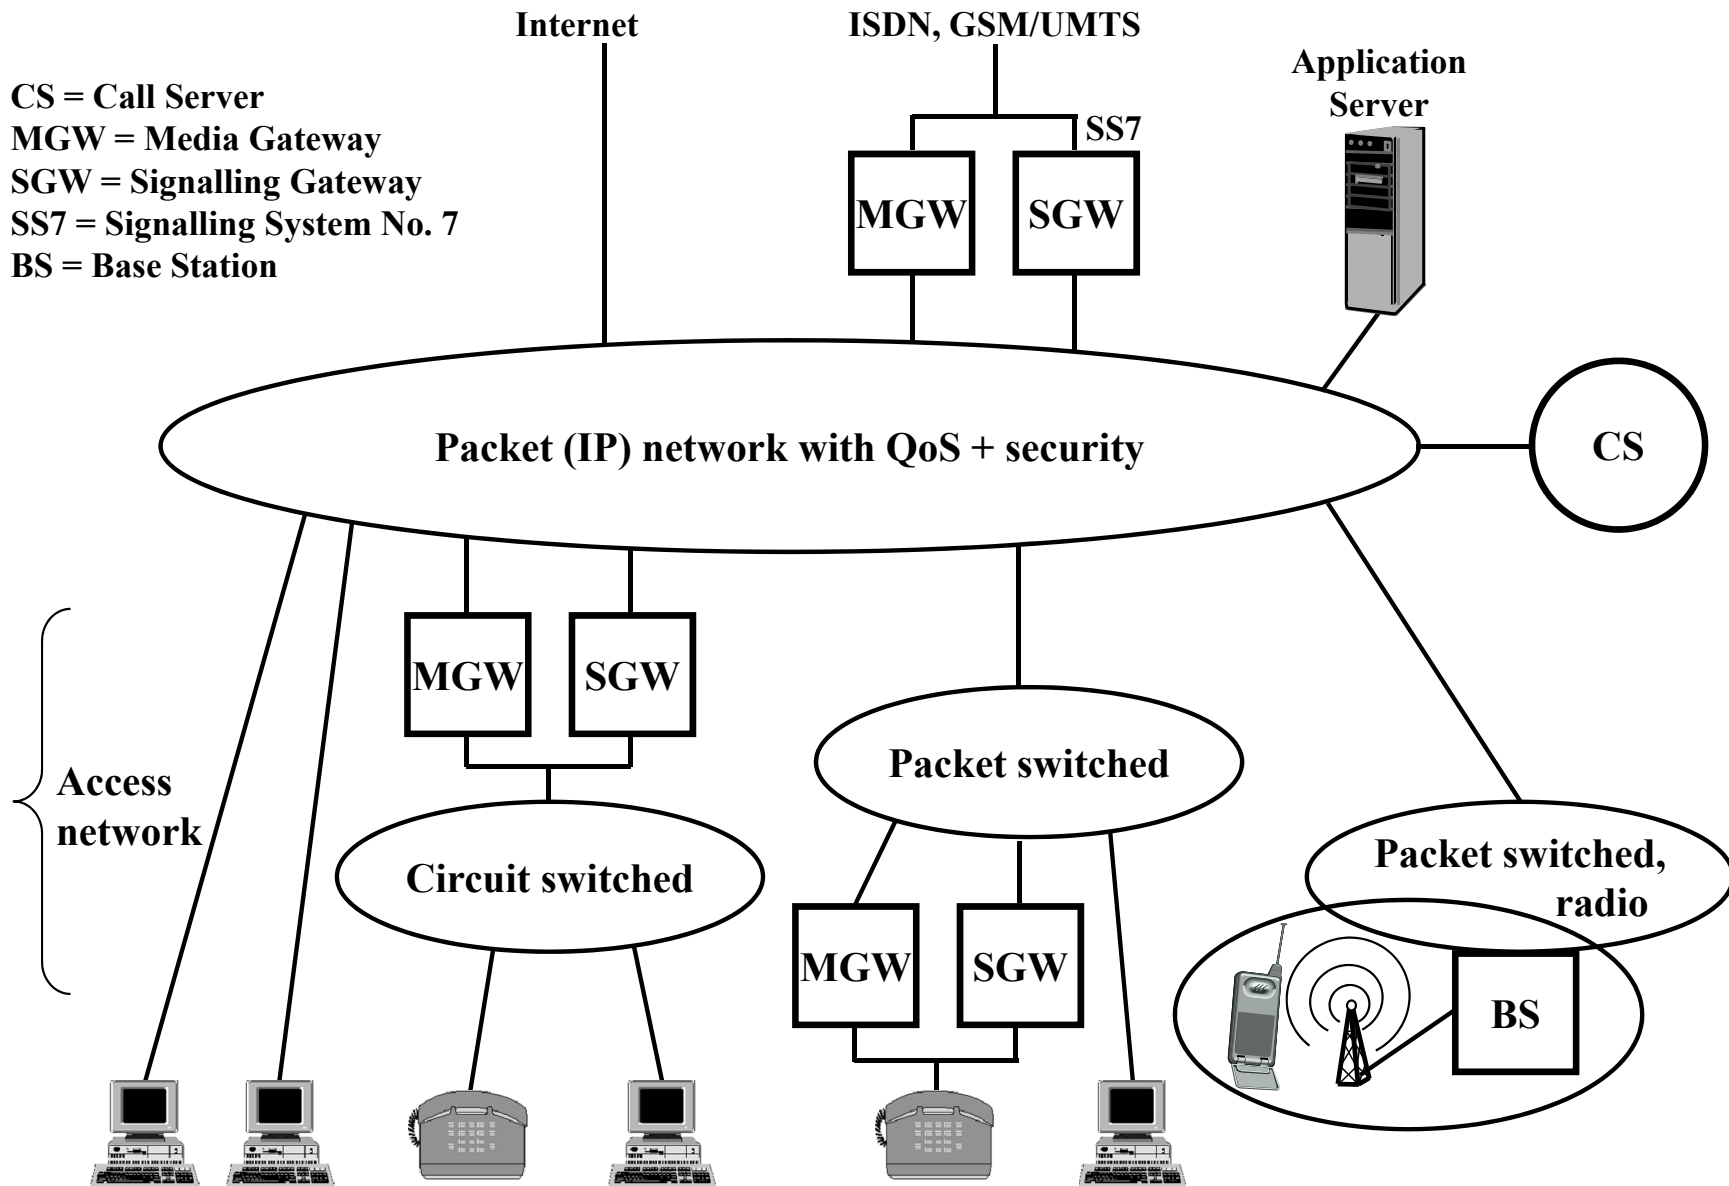 Internet
ISDN, GSM/UMTS
Application
Server
CS = Call Server
MGW = Media Gateway
SGW = Signalling Gateway
SS7 = Signalling System No. 7
BS = Base Station
SS7
MGW
SGW
Packet (IP) network with QoS + security
CS
MGW
SGW
Access
network
Packet switched
Circuit switched
Packet switched,
radio
MGW
SGW
BS